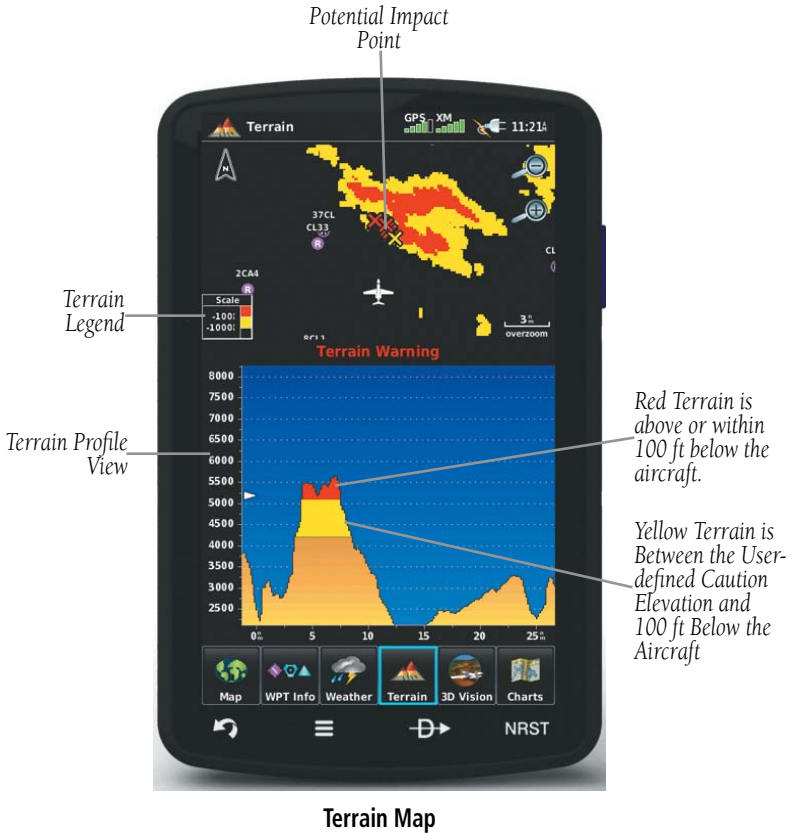 Potential Impact
Point
Terrain
GPS
XM
11:21
N
37CL
CL33
R
CL
2CA4
R
Terrain
Legend
Scale
-100
-1000
3
overzoom
8CL1
Terrain Warning
8000
7500
7000
6500
6000
5500
5000
4500
4000
3500
3000
2500
Terrain Profile
View
Red Terrain is
above or within
100 ft below the
aircraft.
Yellow Terrain is
Between the User-
defined Caution
Elevation and
100 ft Below the
Aircraft
0 5 10 15 20 25
Map
WPT Info
Weather
Terrain
3D Vision
Charts
D
NRST
Terrain Map